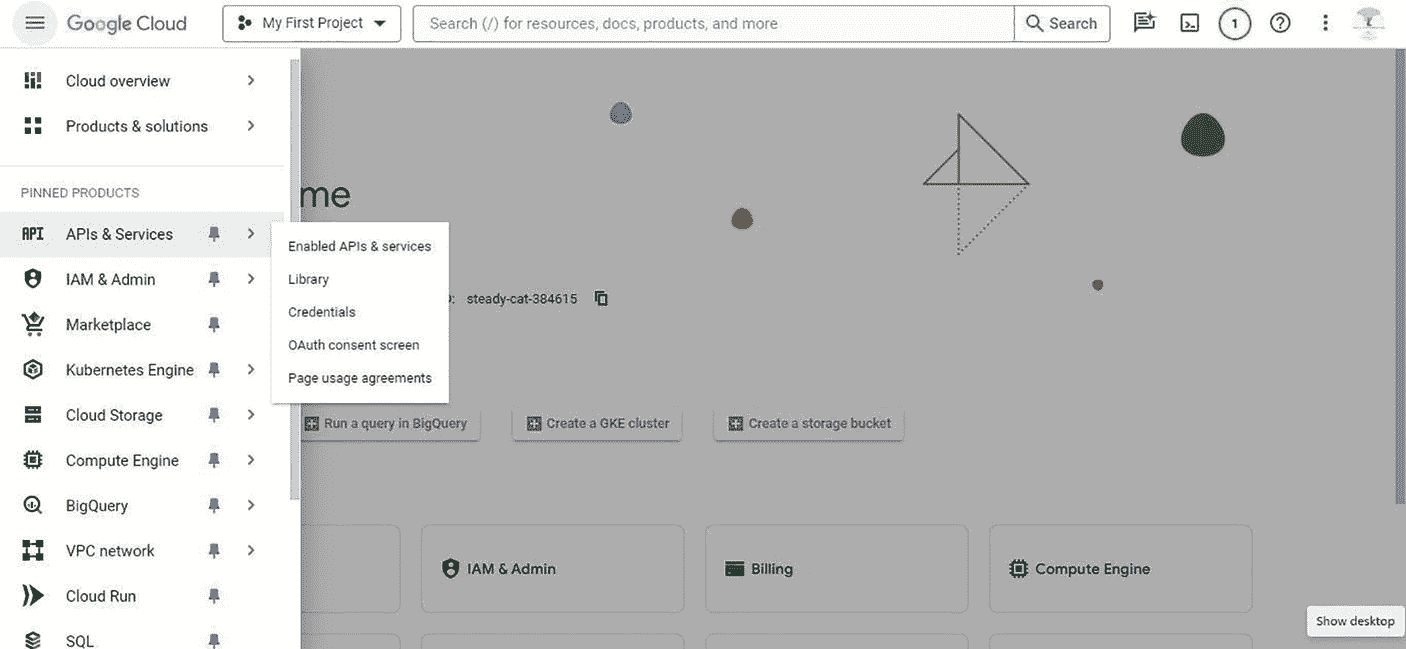 Google Cloud
My First Project
Search (/) for resources, docs, products, and more
Search
1
Cloud overview
Products & solutions
PINNED PRODUCTS
API APIs & Services
IAM & Admin
Marketplace
Kubernetes Engine
Cloud Storage
Compute Engine
BigQuery
VPC network
Cloud Run
SQL
Enabled APIs & services
Library
Credentials
OAuth consent screen
Page usage agreements
me
steady-cat-384615
Run a query in BigQuery
Create a GKE cluster
Create a storage bucket
IAM & Admin
Billing
Compute Engine
Show desktop